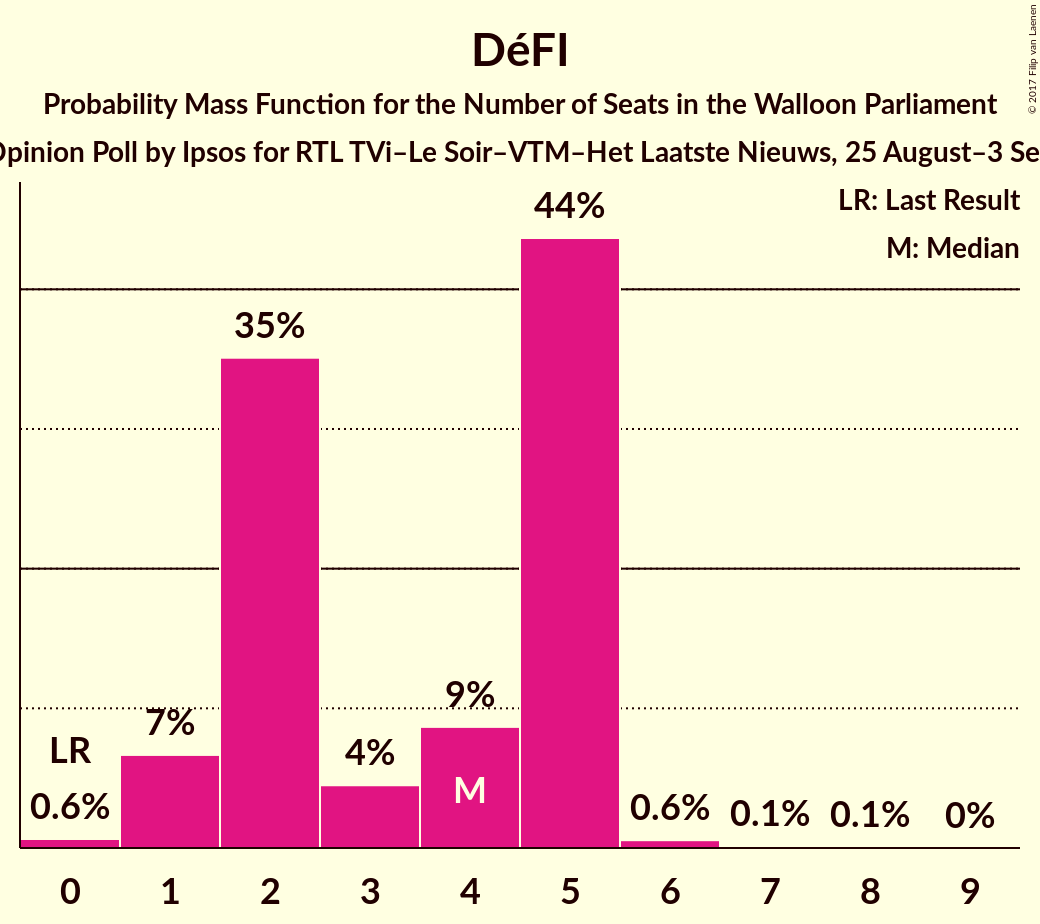 DéFI
Probability Mass Function for the Number of Seats in the Walloon Parliament
Opinion Poll by Ipsos for RTL TVi–Le Soir–VTM–Het Laatste Nieuws, 25 August–3 Se
© 2017 Filip van Laenen
LR: Last Result
M: Median
44%
35%
9%
7%
4%
LR
M
0.6%
0.6%
0.1%
0.1%
0%
0 1 2 3 4 5 6 7 8 9